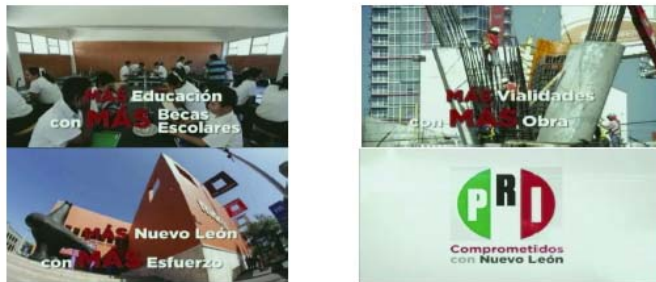 MÁS Educación
con MÁS Becas
Escolares
MÁS Vialidades
con MÁS Obra
MÁS Nuevo León
con MÁS Esfuerzo
PRI
Comprometidos
con Nuevo León